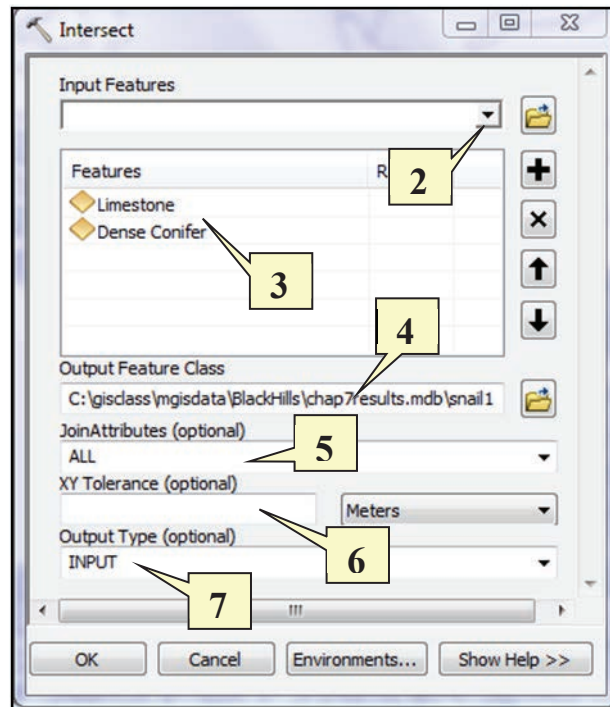 Intersect
Input Features
2
Features R
Limestone
Dense Conifer
3
4
Output Feature Class
C:\gisclass\mgisdata\BlackHills\chap7results.mdb\snail1
JoinAttributes (optional)
5
ALL
XY Tolerance (optional)
Meters
6
Output Type (optional)
INPUT
7
OK Cancel Environments... Show Help >>